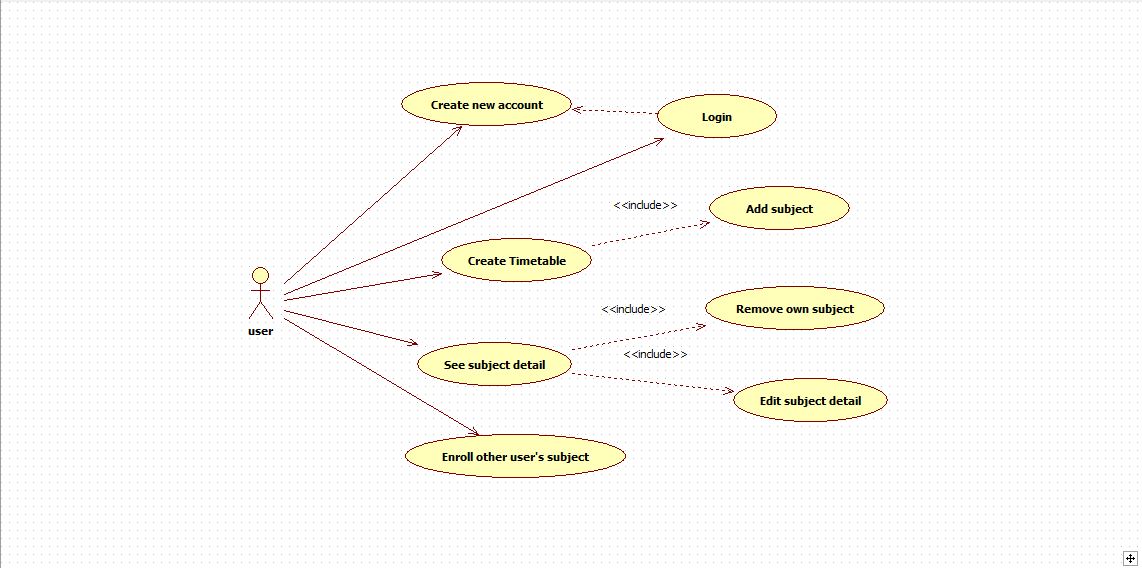 Create new account
Login
<<include>>
Add subject
Create Timetable
<<include>>
Remove own subject
user
<<include>>
See subject detail
Edit subject detail
Enroll other user's subject